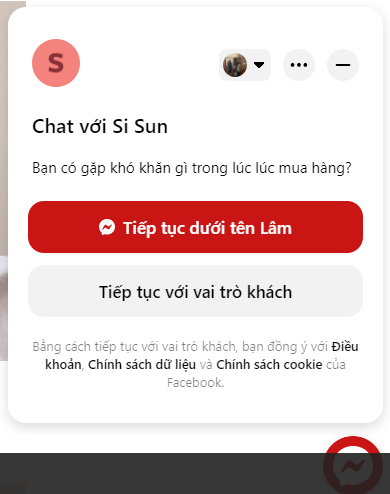 S
Chat với Si Sun
Bạn có gặp khó khăn gì trong lúc lúc mua hàng?
Tiếp tục dưới tên Lâm
Tiếp tục với vai trò khách
Bằng cách tiếp tục với vai trò khách, bạn đồng ý với Điều
khoản, Chính sách dữ liệu và Chính sách cookie của
Facebook.